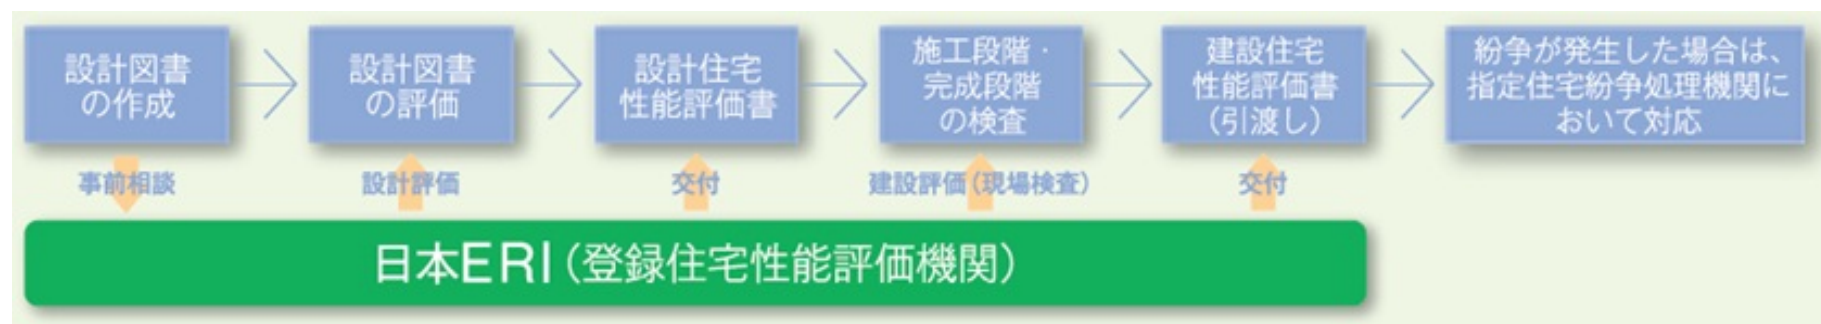 設計図書
の作成
設計図書
の評価
設計住宅
性能評価書
施工段階・
完成段階
の検査
建設住宅
性能評価書
(引渡し)
紛争が発生した場合は、
指定住宅紛争処理機関に
おいて対応
事前相談
設計評価
交付
建設評価(現場検査)
交付
日本ERI(登録住宅性能評価機関)